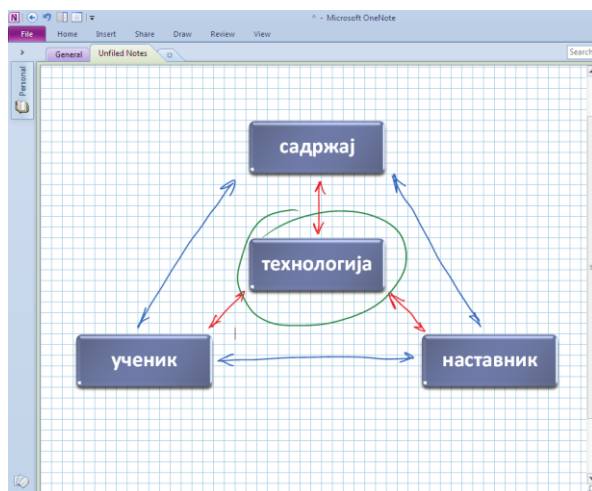 ^ - Microsoft OneNote
File Home Insert Share Draw Review View
General Unfiled Notes Search
Personal
садржај
технологија
ученик наставник